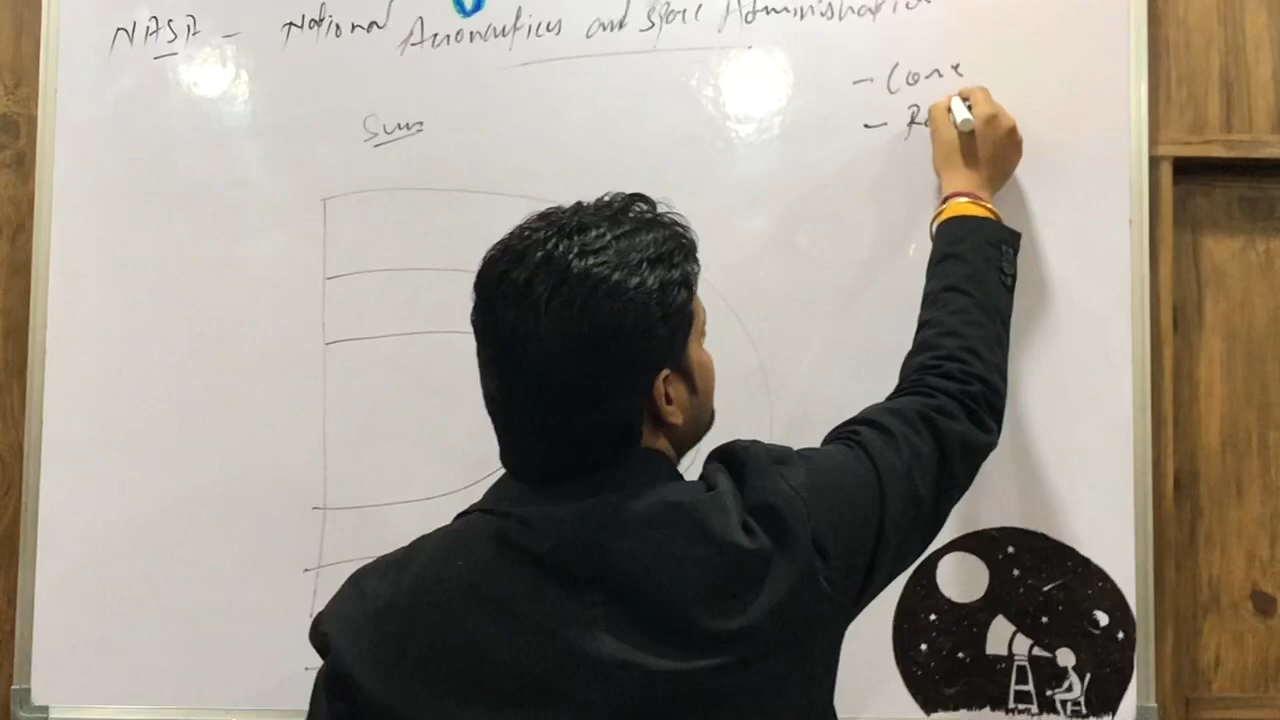 NASA - National Aeronautics and Space Administration
Sun
- Core
- R